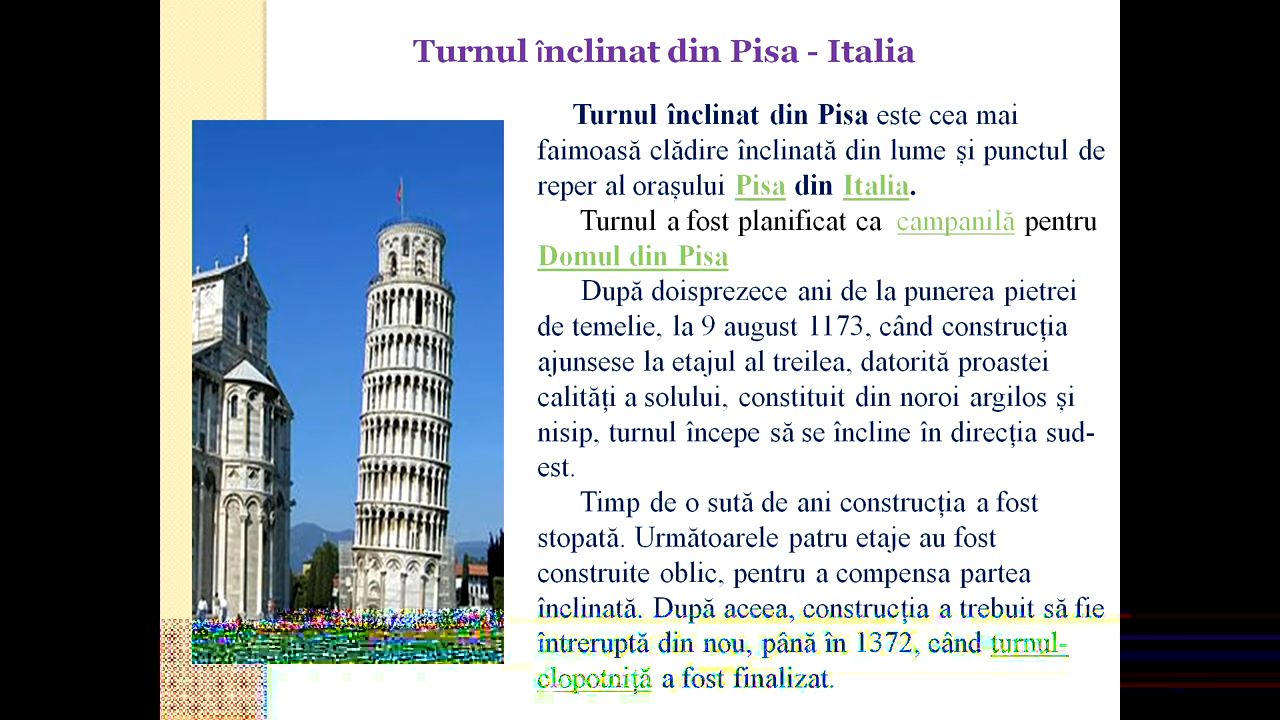 Turnul înclinat din Pisa - Italia
Turnul înclinat din Pisa este cea mai
faimoasă clădire înclinată din lume și punctul de
reper al orașului Pisa din Italia.
Turnul a fost planificat ca campanilă pentru
Domul din Pisa
După doisprezece ani de la punerea pietrei
de temelie, la 9 august 1173, când construcția
ajunsese la etajul al treilea, datorită proastei
calități a solului, constituit din noroi argilos și
nisip, turnul începe să se încline în direcția sud-
est.
Timp de o sută de ani construcția a fost
stopată. Următoarele patru etaje au fost
construite oblic, pentru a compensa partea
înclinată. După aceea, construcția a trebuit să fie
întreruptă din nou, până în 1372, când turnul-
clopotniță a fost finalizat.